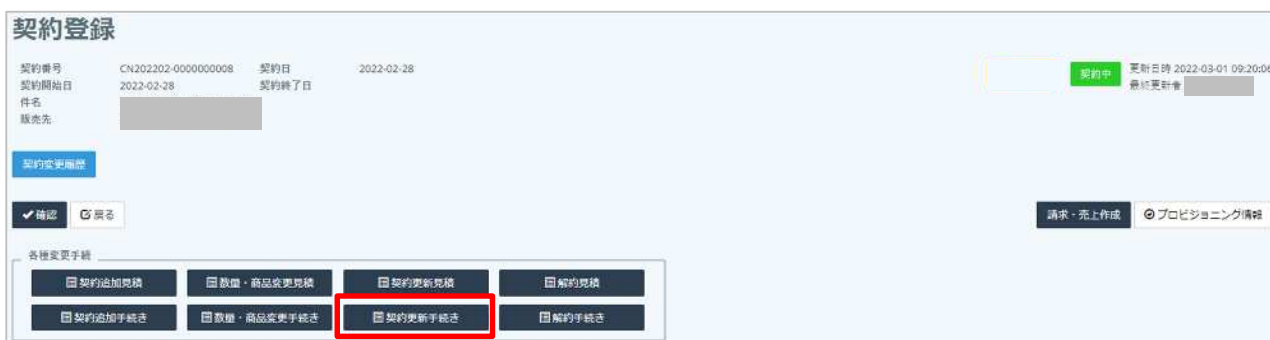 契約登録
契約番号 CN202202-0000000008 契約日 2022-02-28
契約開始日 2022-02-28 契約終了日
件名
販売先
契約中
更新日時 2022-03-01 09:20:06
最終更新者
契約変更履歴
確認 戻る
請求・売上作成 プロビジョニング情報
各種変更手続
契約追加見積 数量・商品変更見積 契約更新見積 解約見積
契約追加手続き 数量・商品変更手続き 契約更新手続き 解約手続き